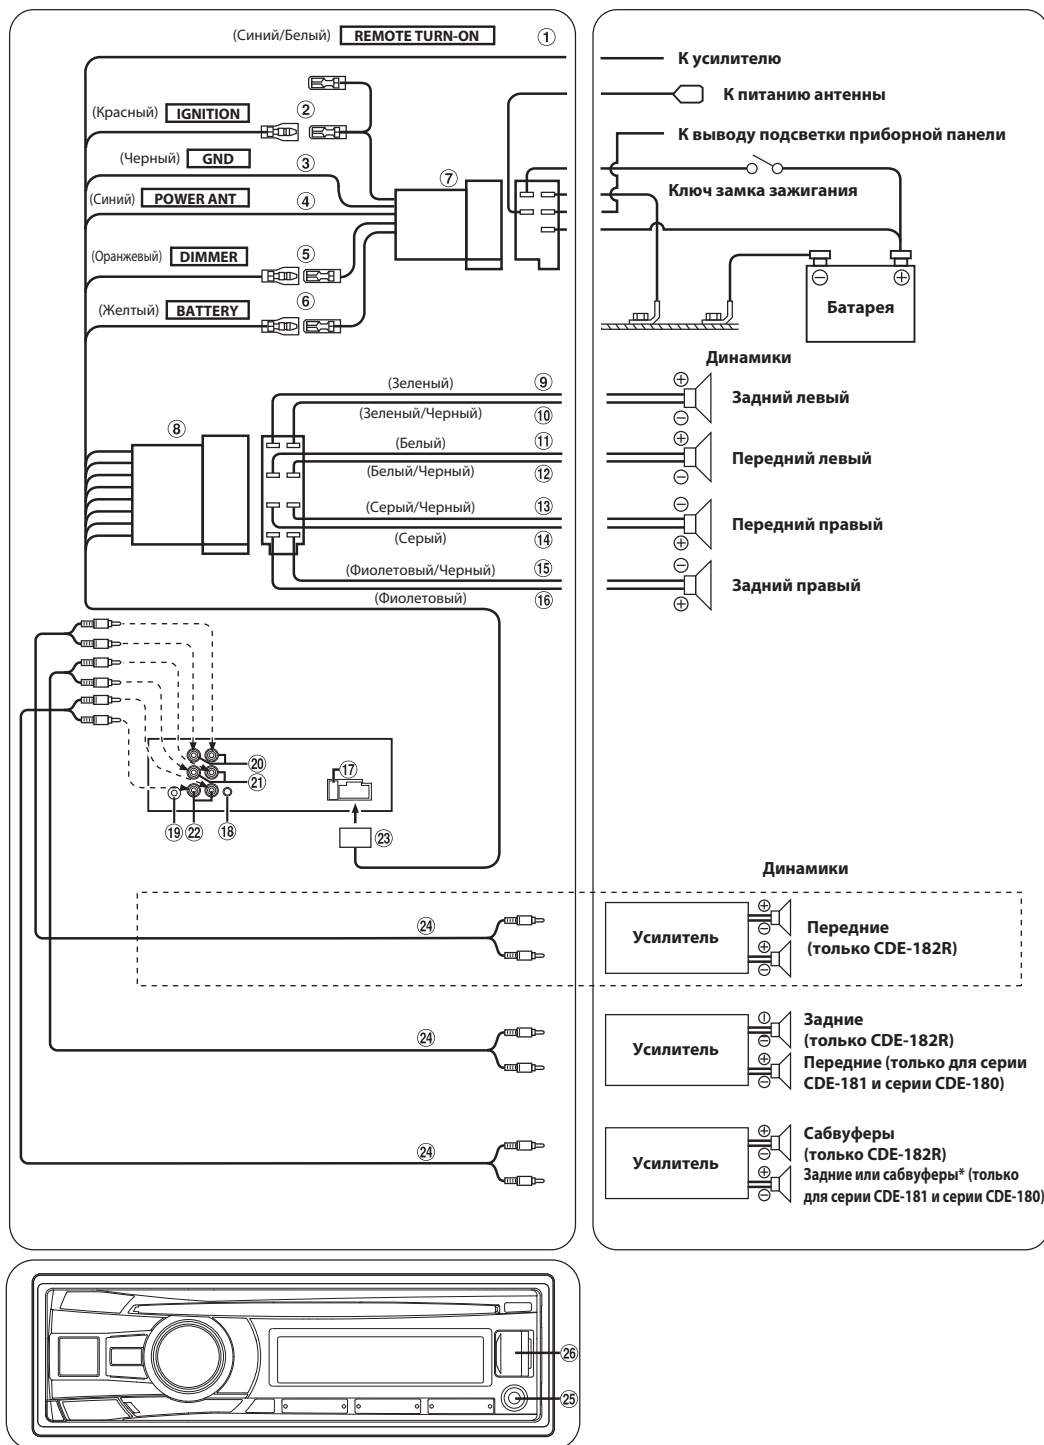 (Синий/Белый) REMOTE TURN-ON ①
К усилителю
К питанию антенны
(Красный) IGNITION ②
К выводу подсветки приборной панели
(Черный) GND ③
⑦
Ключ замка зажигания
(Синий) POWER ANT ④
(Оранжевый) DIMMER ⑤
(Желтый) BATTERY ⑥
⊖ ⊕
Батарея
Динамики
(Зеленый) ⑨
(Зеленый/Черный) ⑩
⊕
⊖
Задний левый
⑧
(Белый) ⑪
(Белый/Черный) ⑫
⊕
⊖
Передний левый
(Серый/Черный) ⑬
(Серый) ⑭
⊖
⊕
Передний правый
(Фиолетовый/Черный) ⑮
(Фиолетовый) ⑯
⊖
⊕
Задний правый
⑳
⑰
㉑
⑲ ㉒ ⑱
㉓
Динамики
㉔
Усилитель
⊕
⊖
⊕
⊖
Передние
(только CDE-182R)
㉔
Усилитель
⊕
⊖
Задние
(только CDE-182R)
Передние (только для серии
CDE-181 и серии CDE-180)
㉔
Усилитель
⊕
⊖
⊕
⊖
Сабвуферы
(только CDE-182R)
Задние или сабвуферы* (только
для серии CDE-181 и серии CDE-180)
㉖
㉕